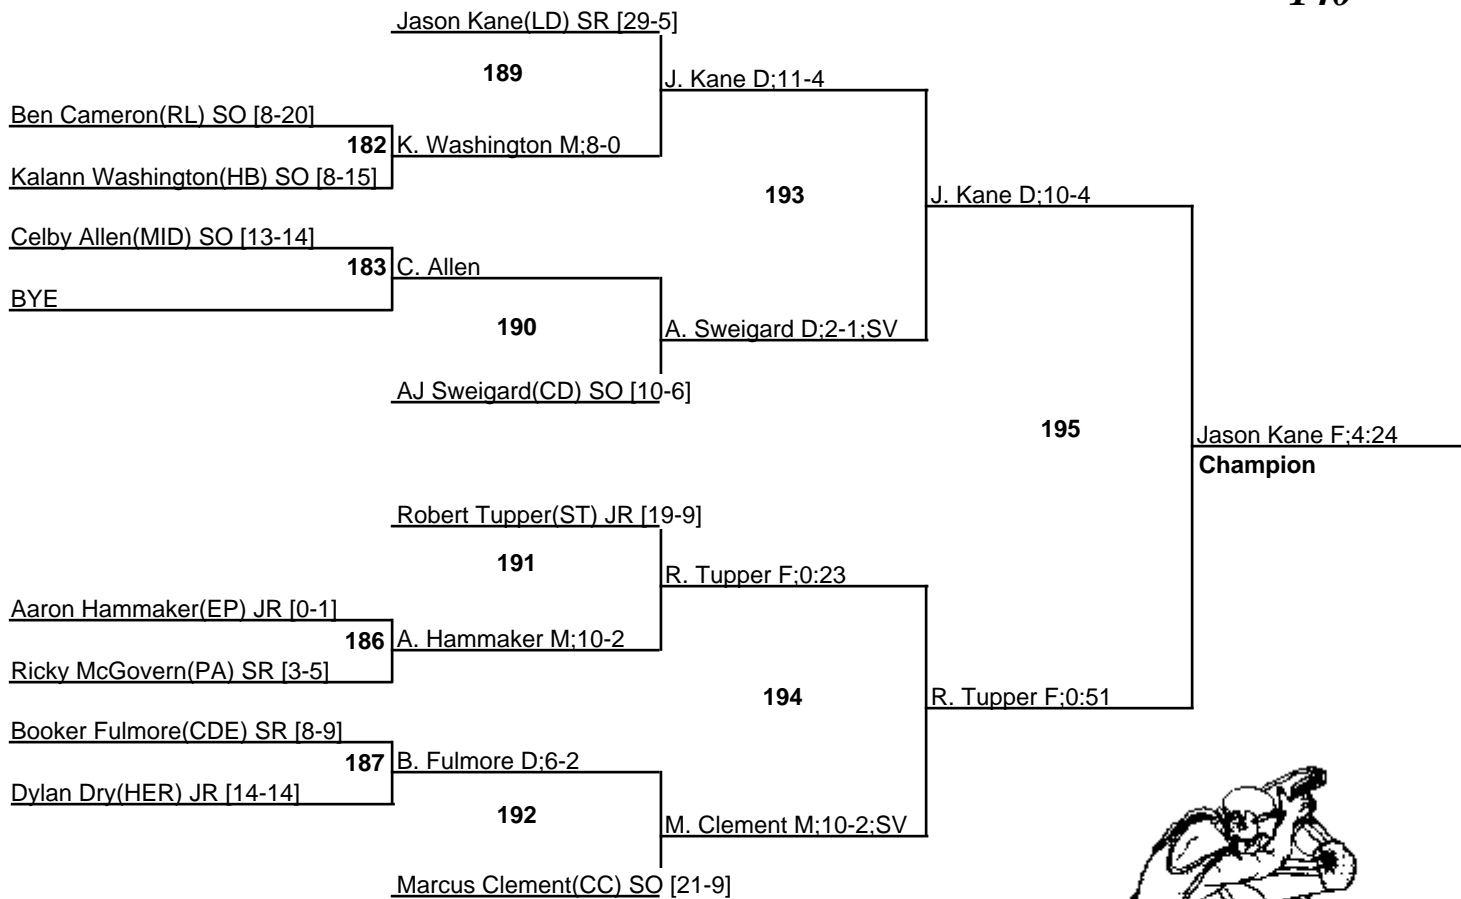 Jason Kane(LD) SR [29-5]
189
J. Kane D;11-4
Ben Cameron(RL) SO [8-20]
182 K. Washington M;8-0
Kalann Washington(HB) SO [8-15]
193
J. Kane D;10-4
Celby Allen(MID) SO [13-14]
183 C. Allen
BYE
190
A. Sweigard D;2-1;SV
AJ Sweigard(CD) SO [10-6]
195
Jason Kane F;4:24
Champion
Robert Tupper(ST) JR [19-9]
191
R. Tupper F;0:23
Aaron Hammaker(EP) JR [0-1]
186 A. Hammaker M;10-2
Ricky McGovern(PA) SR [3-5]
194
R. Tupper F;0:51
Booker Fulmore(CDE) SR [8-9]
187 B. Fulmore D;6-2
Dylan Dry(HER) JR [14-14]
192
M. Clement M;10-2;SV
Marcus Clement(CC) SO [21-9]